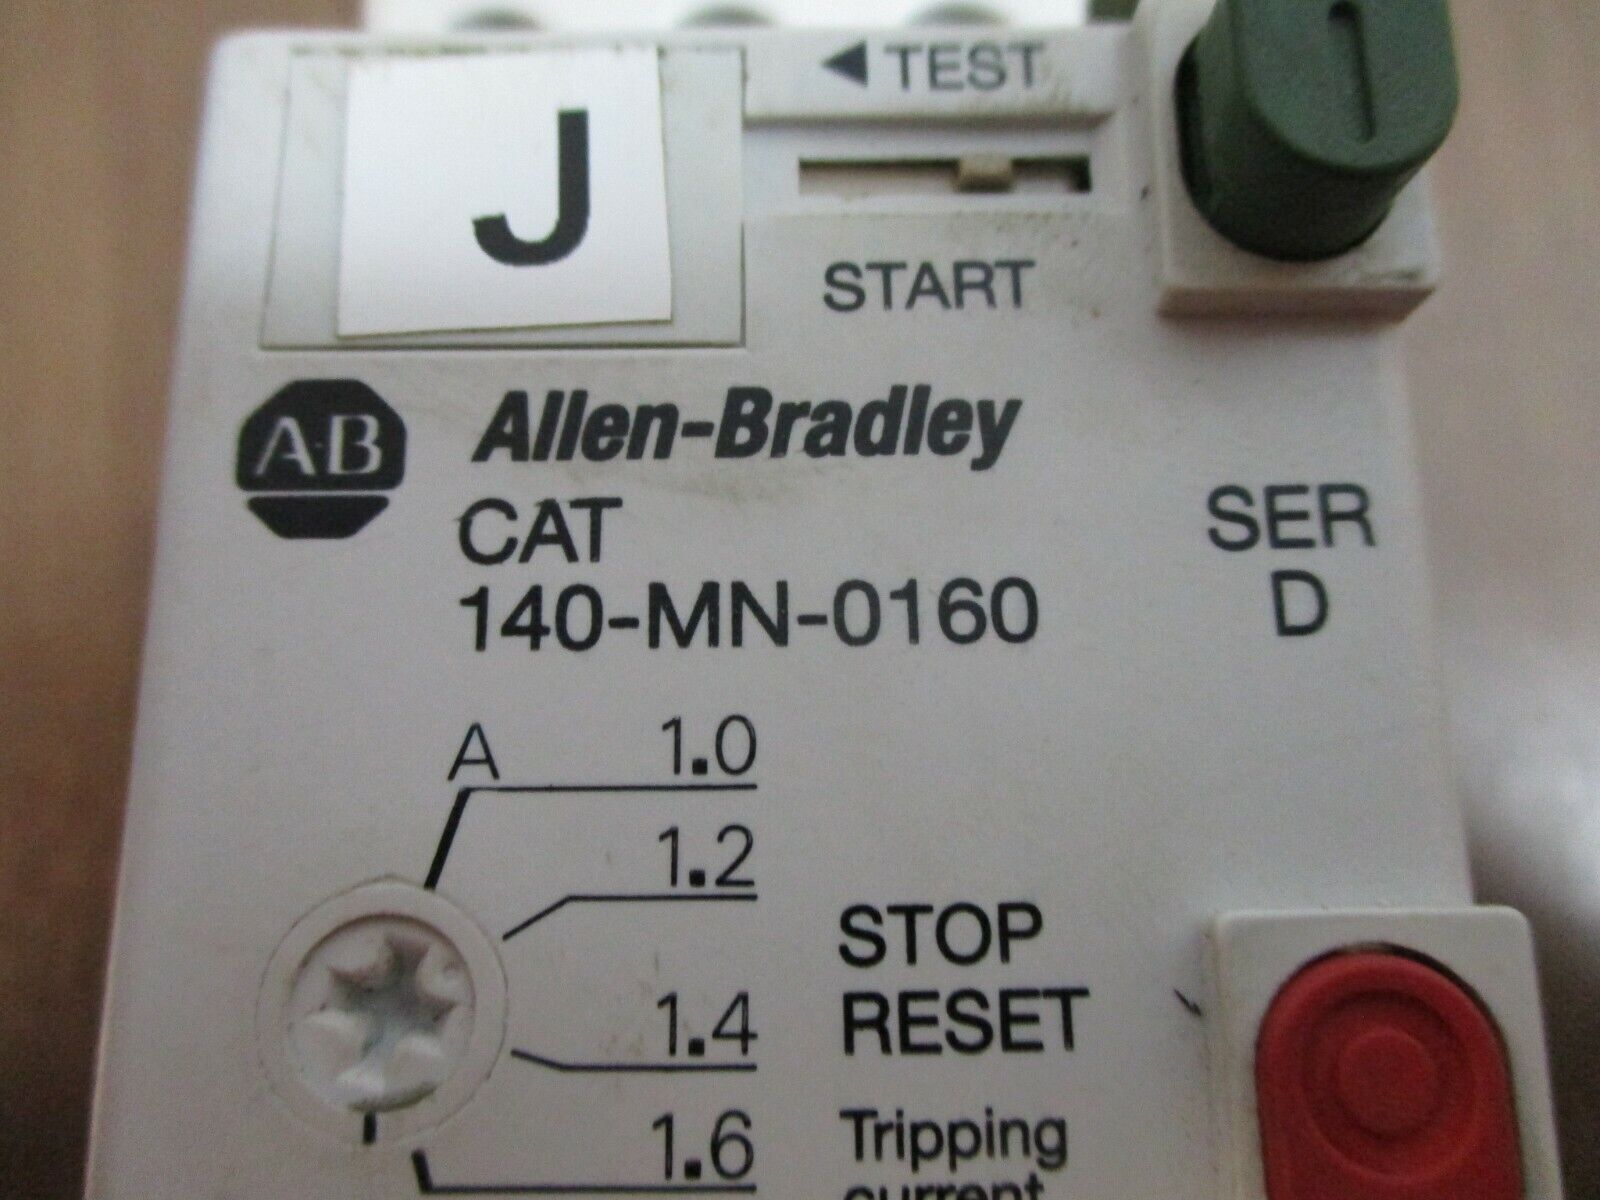 J
◀ TEST
START
A-B
Allen-Bradley
CAT
140-MN-0160
SER
D
A 1.0
1.2
1.4
1.6
STOP
RESET
Tripping
current